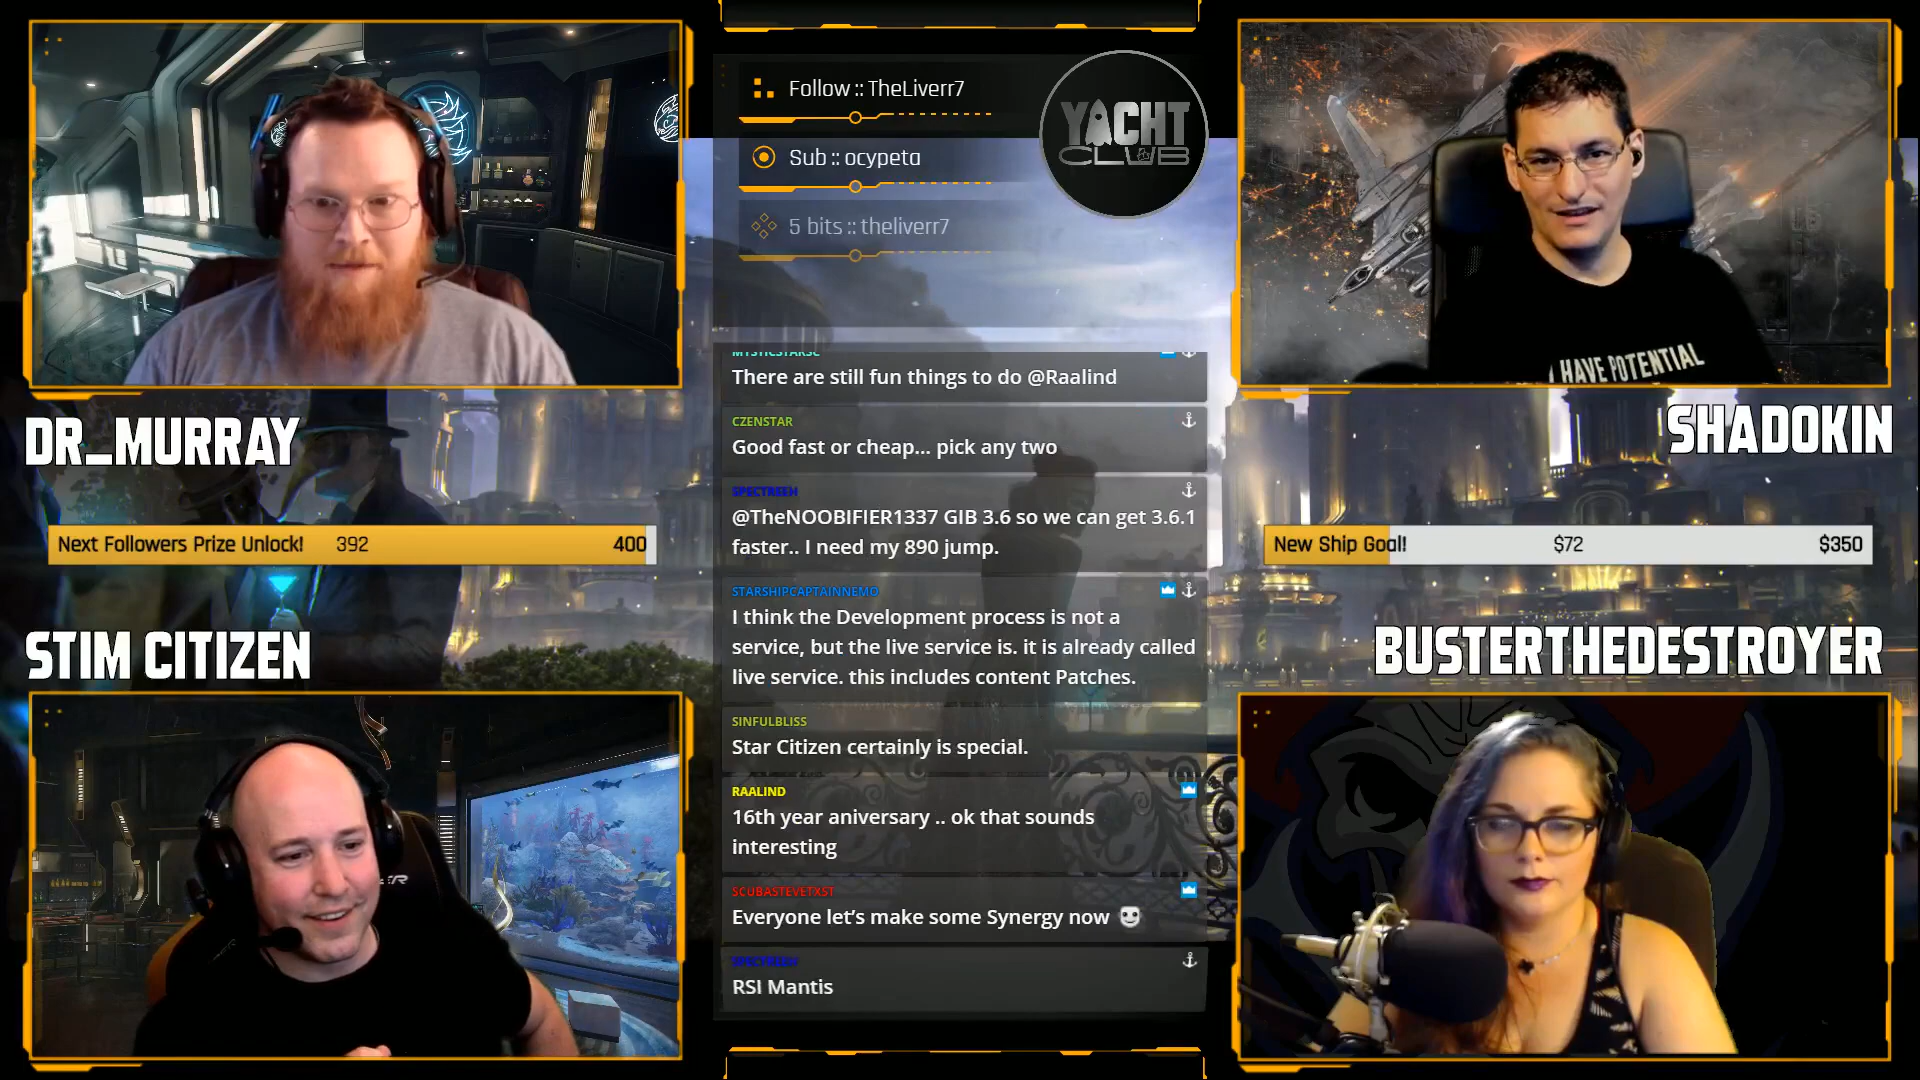 Follow :: TheLiverr7
Sub :: ocypeta
5 bits :: theliverr7
YACHT
CLUB
I HAVE POTENTIAL
DR_MURRAY
SHADOKIN
Next Followers Prize Unlock! 392 400
New Ship Goal! $72 $350
STIM CITIZEN
BUSTERTHEDESTROYER
MYSTICSTARSC
There are still fun things to do @Raalind
CZENSTAR
Good fast or cheap... pick any two
SPECTREEH
@TheNOOBIFIER1337 GIB 3.6 so we can get 3.6.1
faster.. I need my 890 jump.
STARSHIPCAPTAINNEMO
I think the Development process is not a
service, but the live service is. it is already called
live service. this includes content Patches.
SINFULBLISS
Star Citizen certainly is special.
RAALIND
16th year aniversary .. ok that sounds
interesting
SCUBASTEVETXST
Everyone let's make some Synergy now
SPECTREEH
RSI Mantis